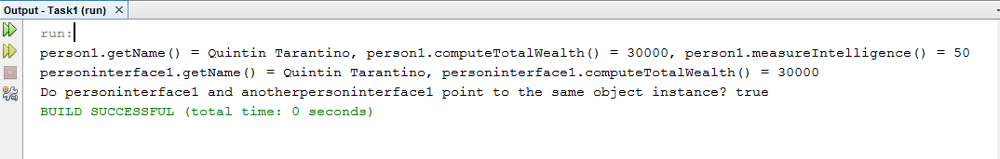 Output - Task1 (run)
run:
person1.getName() = Quintin Tarantino, person1.computeTotalWealth() = 30000, person1.measureIntelligence() = 50
personinterface1.getName() = Quintin Tarantino, personinterface1.computeTotalWealth() = 30000
Do personinterface1 and anotherpersoninterface1 point to the same object instance? true
BUILD SUCCESSFUL (total time: 0 seconds)